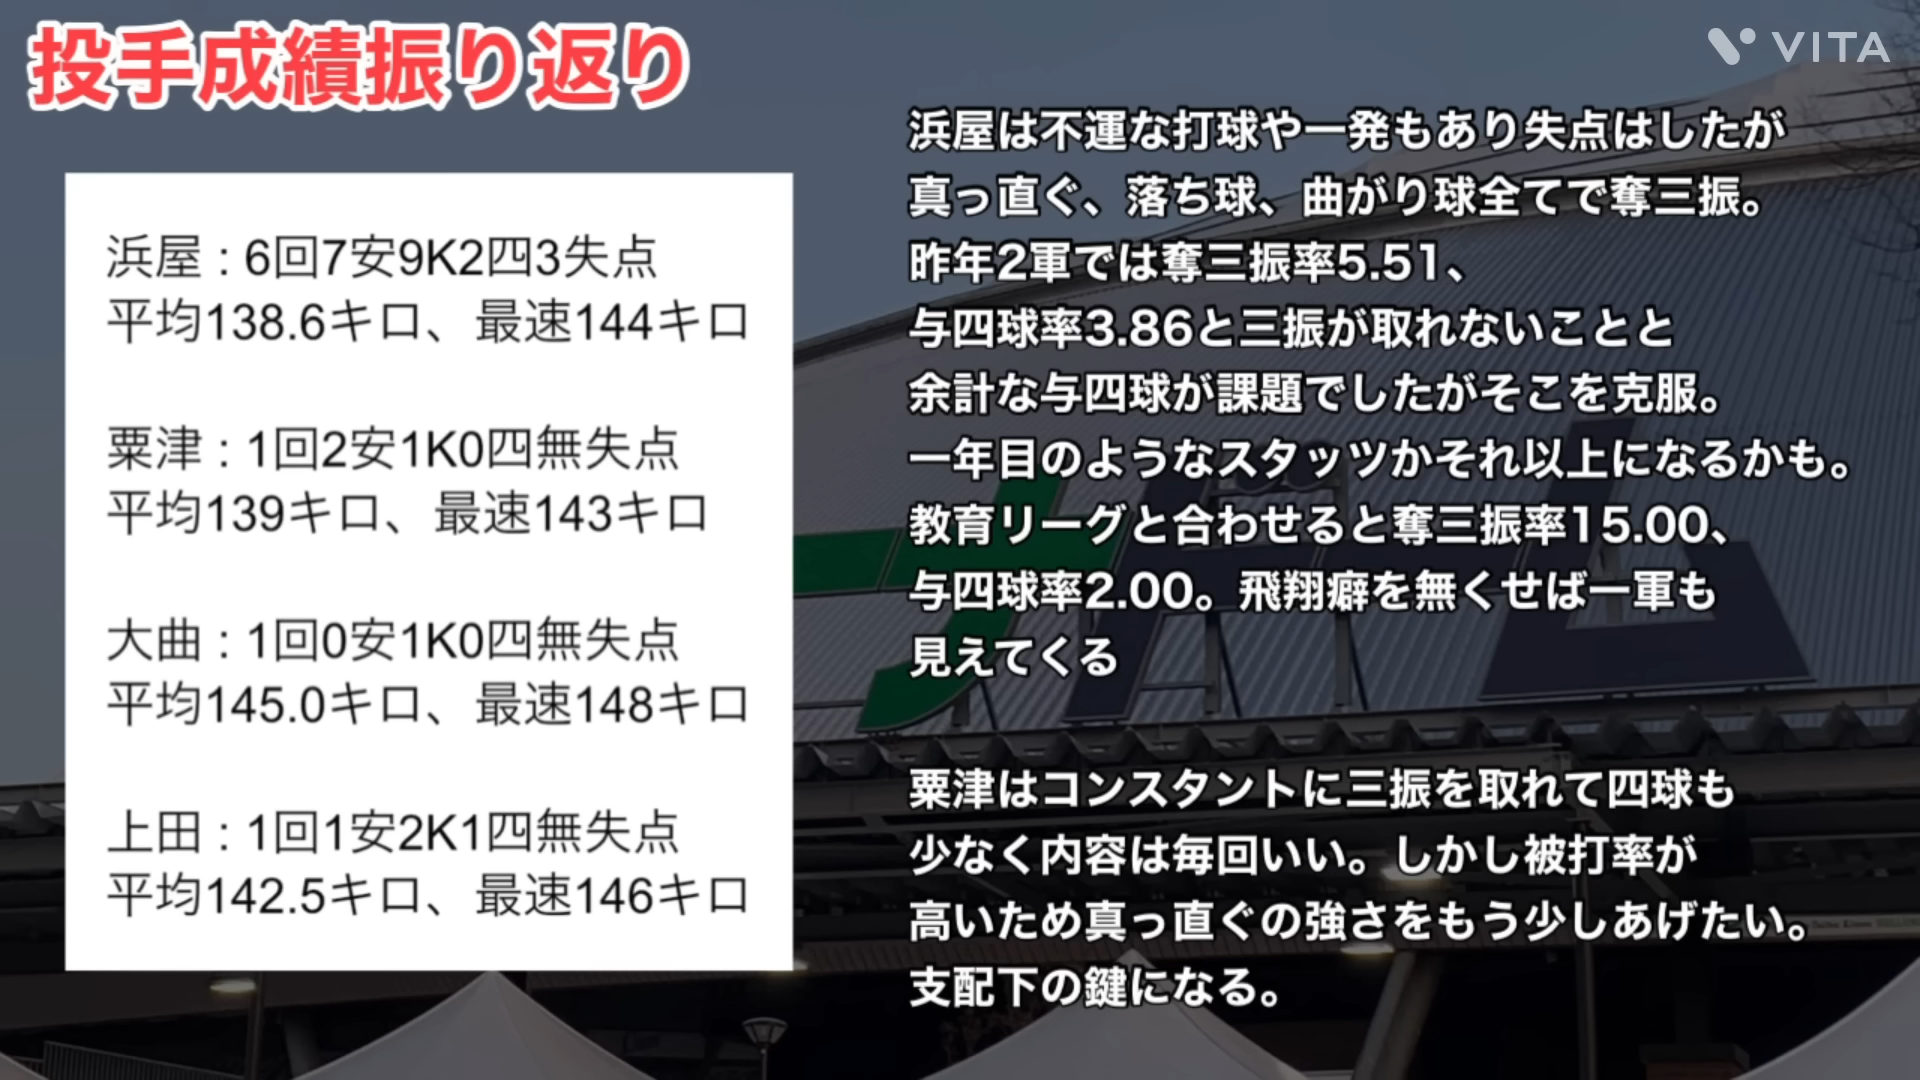 投手成績振り返り
VITA
浜屋 : 6回7安9K2四3失点
平均138.6キロ、最速144キロ
粟津 : 1回2安1K0四無失点
平均139キロ、最速143キロ
大曲 : 1回0安1K0四無失点
平均145.0キロ、最速148キロ
上田 : 1回1安2K1四無失点
平均142.5キロ、最速146キロ
浜屋は不運な打球や一発もあり失点はしたが
真っ直ぐ、落ち球、曲がり球全てで奪三振。
昨年2軍では奪三振率5.51、
与四球率3.86と三振が取れないことと
余計な与四球が課題でしたがそこを克服。
一年目のようなスタッツかそれ以上になるかも。
教育リーグと合わせると奪三振率15.00、
与四球率2.00。飛翔癖を無くせば一軍も
見えてくる
粟津はコンスタントに三振を取れて四球も
少なく内容は毎回いい。しかし被打率が
高いため真っ直ぐの強さをもう少しあげたい。
支配下の鍵になる。